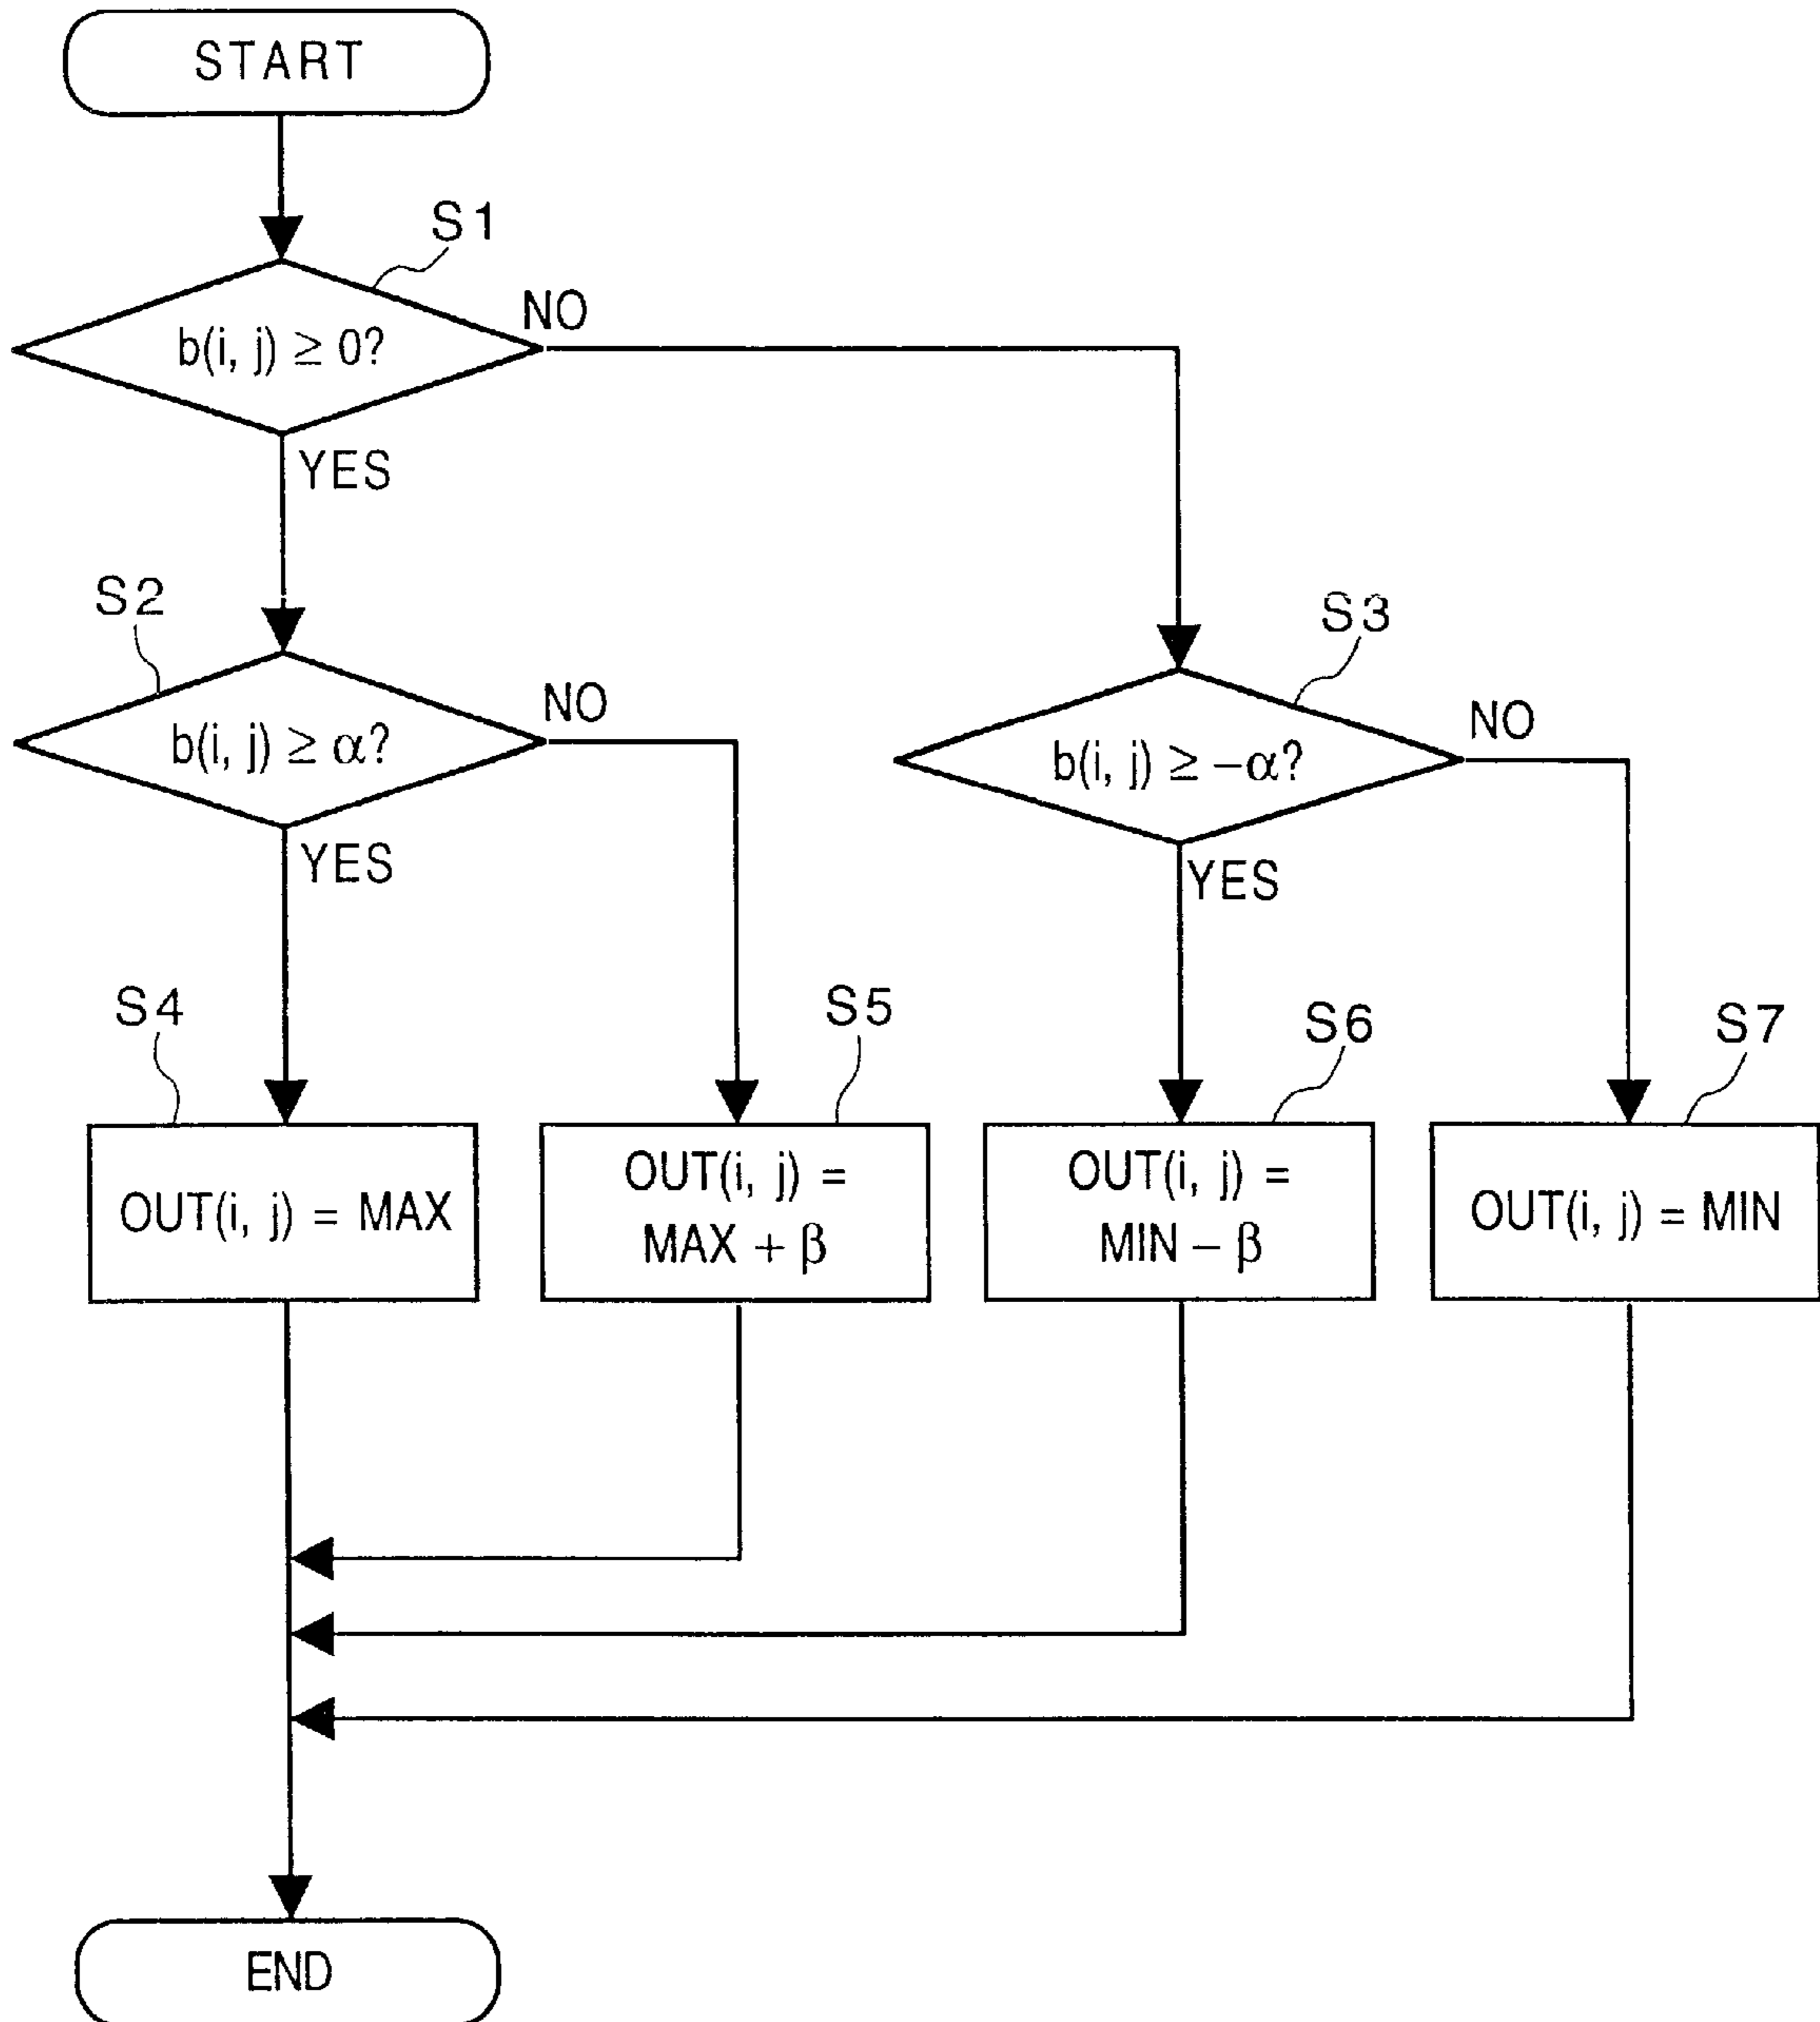 START
S1
b(i, j) ≥ 0?
NO
YES
S2
b(i, j) ≥ α?
NO
YES
S3
b(i, j) ≥ −α?
NO
YES
S4
OUT(i, j) = MAX
S5
OUT(i, j) =
MAX + β
S6
OUT(i, j) =
MIN − β
S7
OUT(i, j) = MIN
END